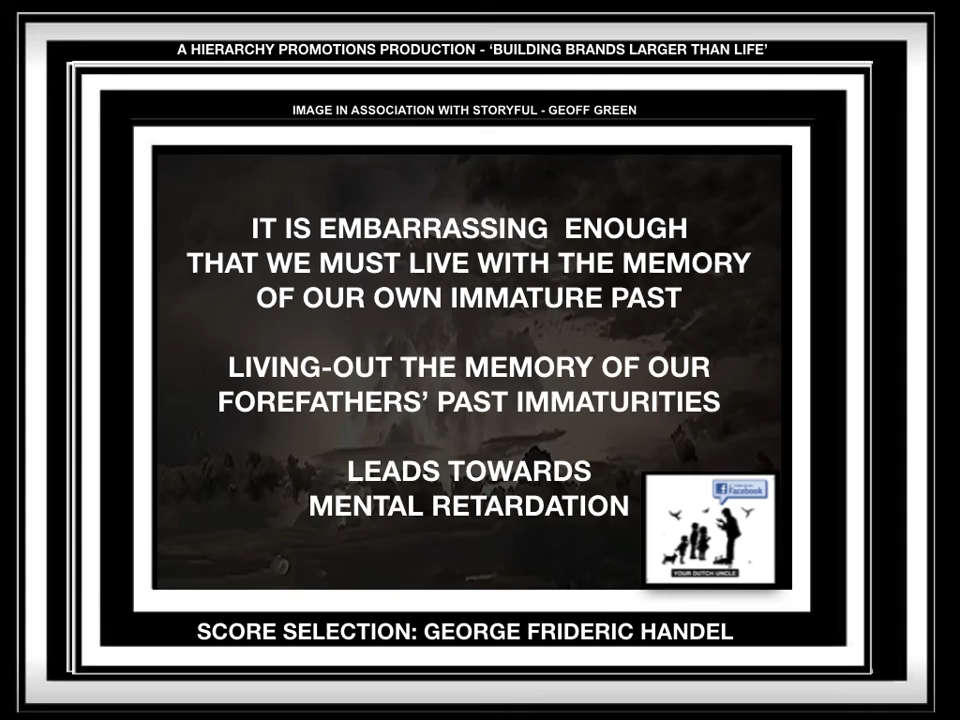 A HIERARCHY PROMOTIONS PRODUCTION - ‘BUILDING BRANDS LARGER THAN LIFE’
IMAGE IN ASSOCIATION WITH STORYFUL - GEOFF GREEN
IT IS EMBARRASSING ENOUGH
THAT WE MUST LIVE WITH THE MEMORY
OF OUR OWN IMMATURE PAST
LIVING-OUT THE MEMORY OF OUR
FOREFATHERS’ PAST IMMATURITIES
LEADS TOWARDS
MENTAL RETARDATION
Facebook
YOUR DUTCH UNCLE
SCORE SELECTION: GEORGE FRIDERIC HANDEL